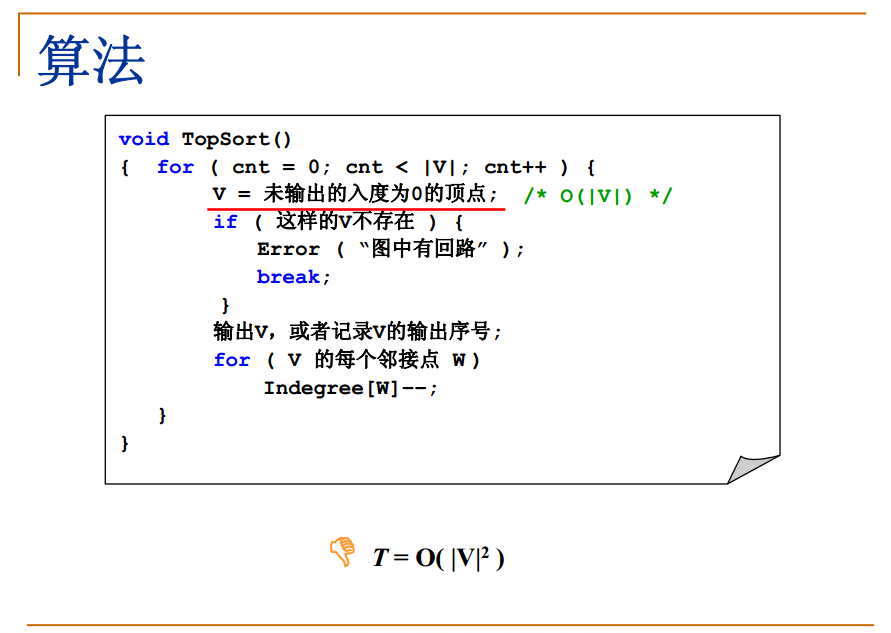 算法
void TopSort()
{ for ( cnt = 0; cnt < |V|; cnt++ ) {
V = 未输出的入度为0的顶点; /* O(|V|) */
if ( 这样的V不存在 ) {
Error ( “图中有回路” );
break;
}
输出V，或者记录V的输出序号;
for ( V 的每个邻接点 W )
Indegree[W]––;
}
}
T = O( |V|² )